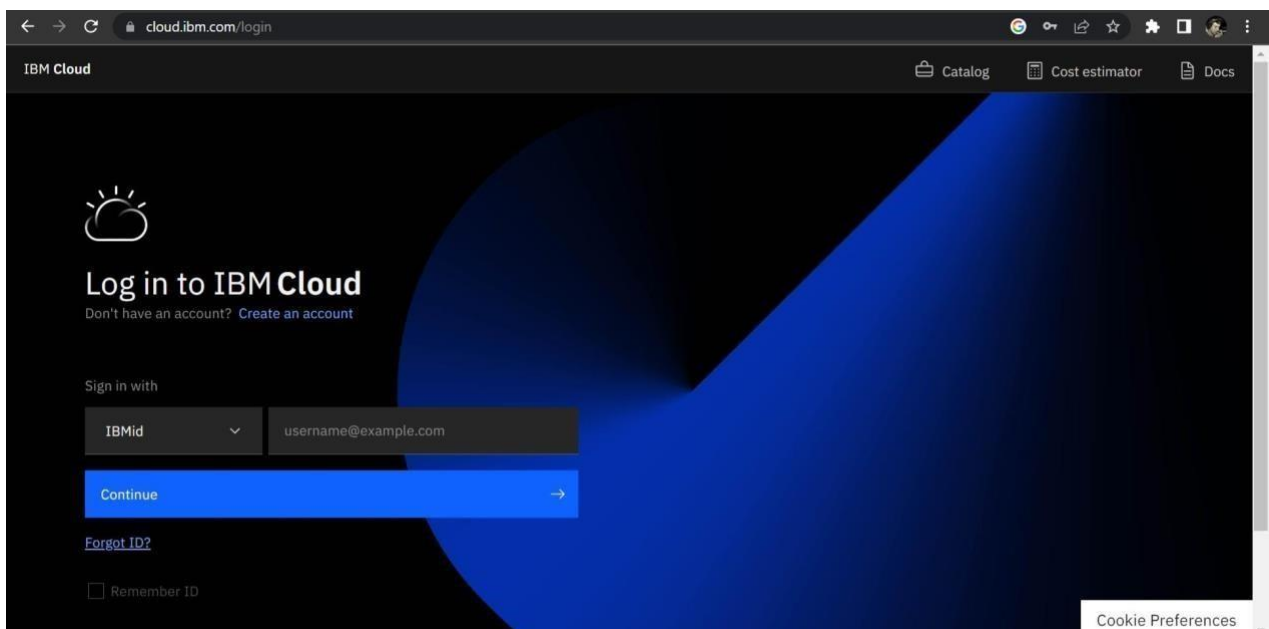 cloud.ibm.com/login
IBM Cloud
Catalog
Cost estimator
Docs
Log in to IBM Cloud
Don't have an account? Create an account
Sign in with
IBMid
username@example.com
Continue
Forgot ID?
Remember ID
Cookie Preferences